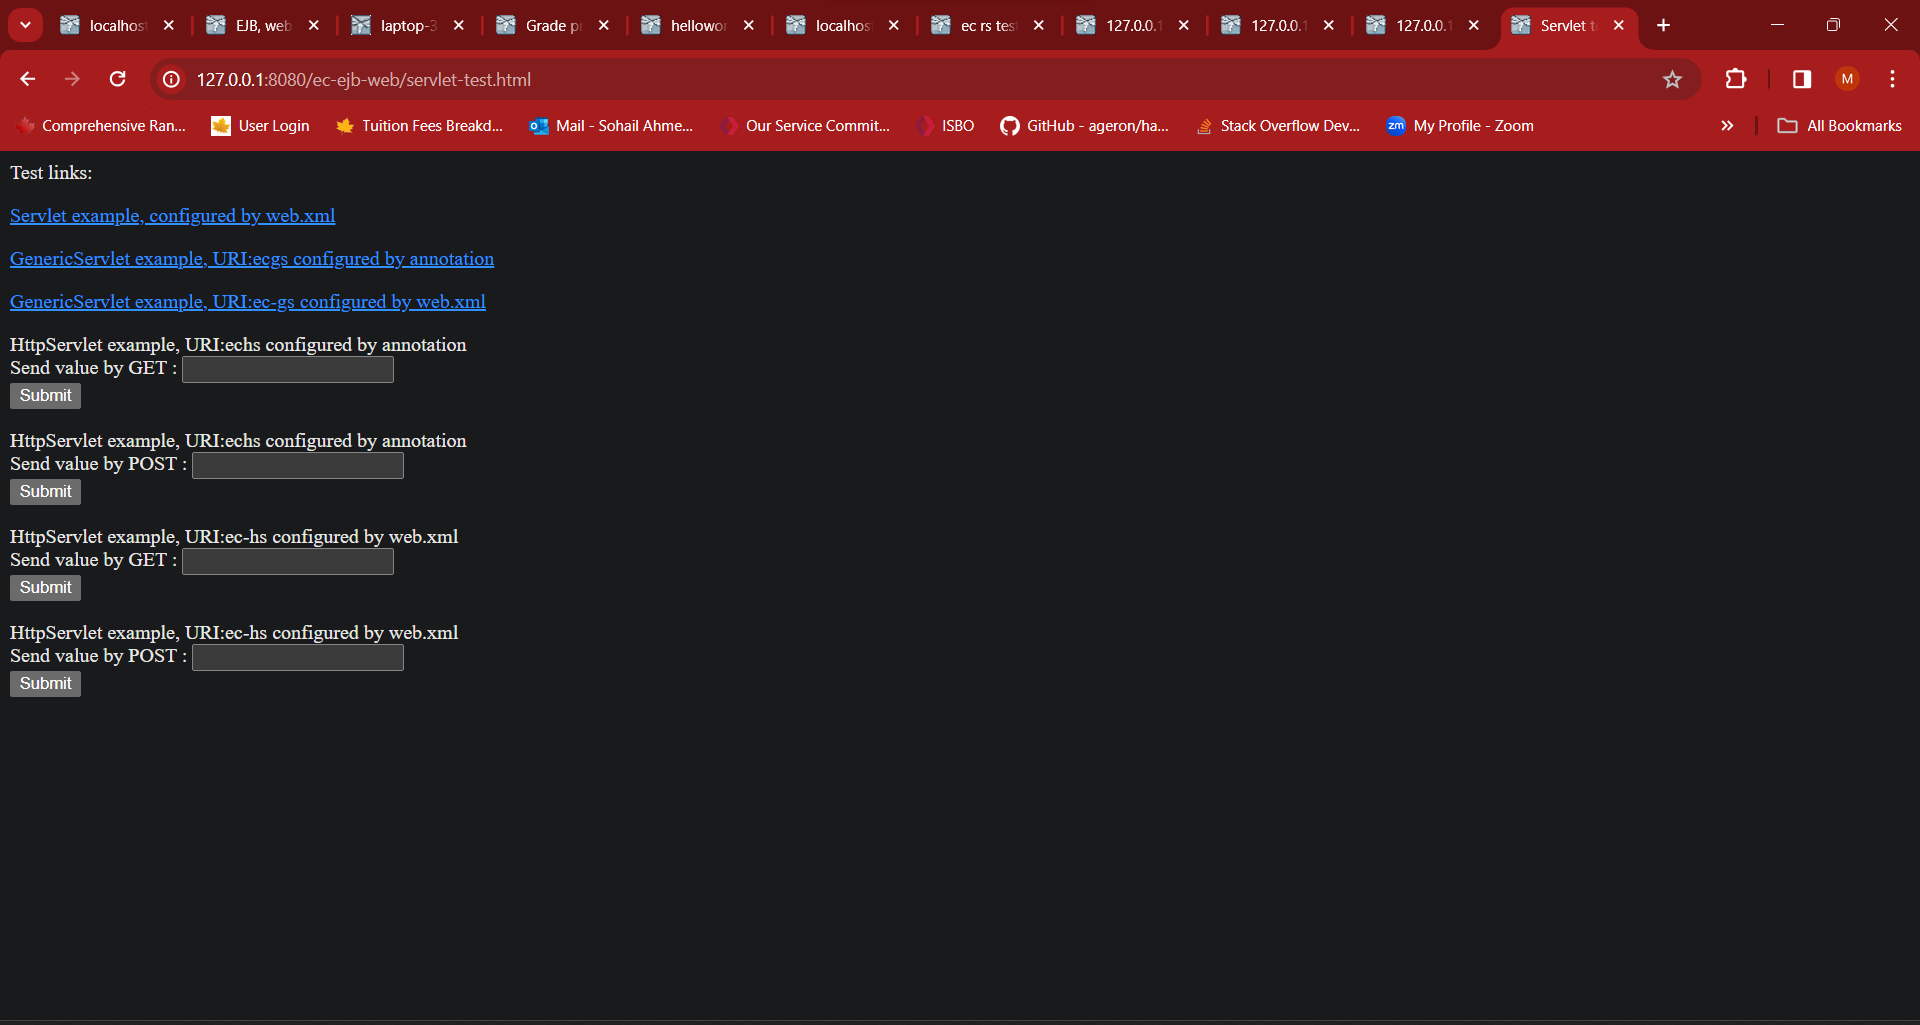 localhost
EJB, web
laptop-3
Grade p
hellowor
localhos
ec rs tes
127.0.0.1
127.0.0.1
127.0.0.1
Servlet t
127.0.0.1:8080/ec-ejb-web/servlet-test.html
M
Comprehensive Ran...
User Login
Tuition Fees Breakd...
Mail - Sohail Ahme...
Our Service Commit...
ISBO
GitHub - ageron/ha...
Stack Overflow Dev...
zm
My Profile - Zoom
All Bookmarks
Test links:
Servlet example, configured by web.xml
GenericServlet example, URI:ecgs configured by annotation
GenericServlet example, URI:ec-gs configured by web.xml
HttpServlet example, URI:echs configured by annotation
Send value by GET :
Submit
HttpServlet example, URI:echs configured by annotation
Send value by POST :
Submit
HttpServlet example, URI:ec-hs configured by web.xml
Send value by GET :
Submit
HttpServlet example, URI:ec-hs configured by web.xml
Send value by POST :
Submit